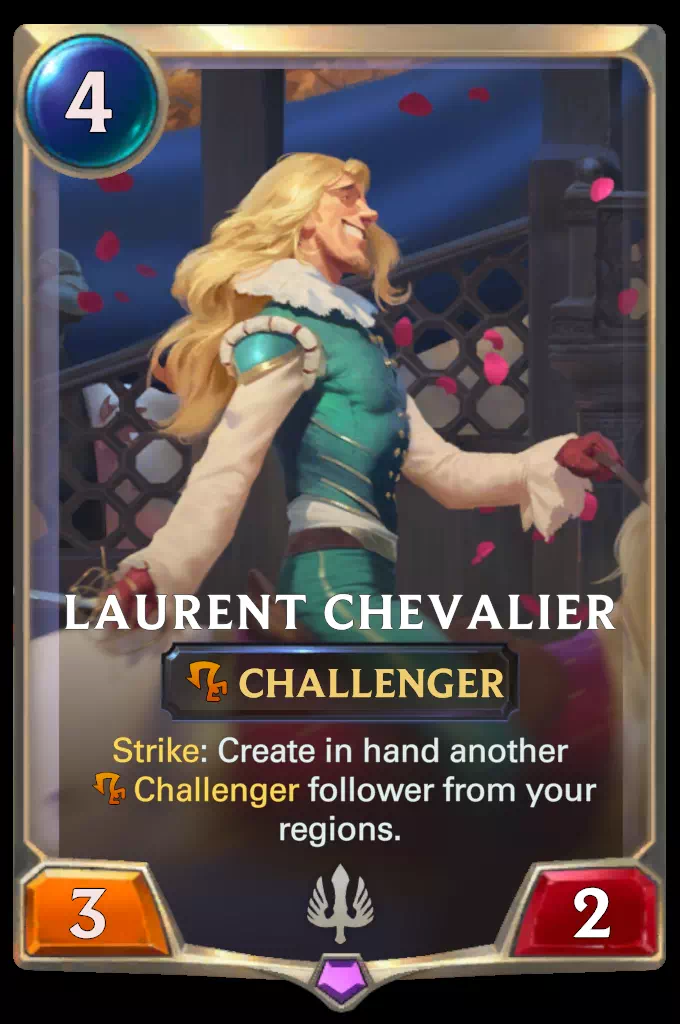 4
LAURENT CHEVALIER
CHALLENGER
Strike: Create in hand another
Challenger follower from your
regions.
3
2